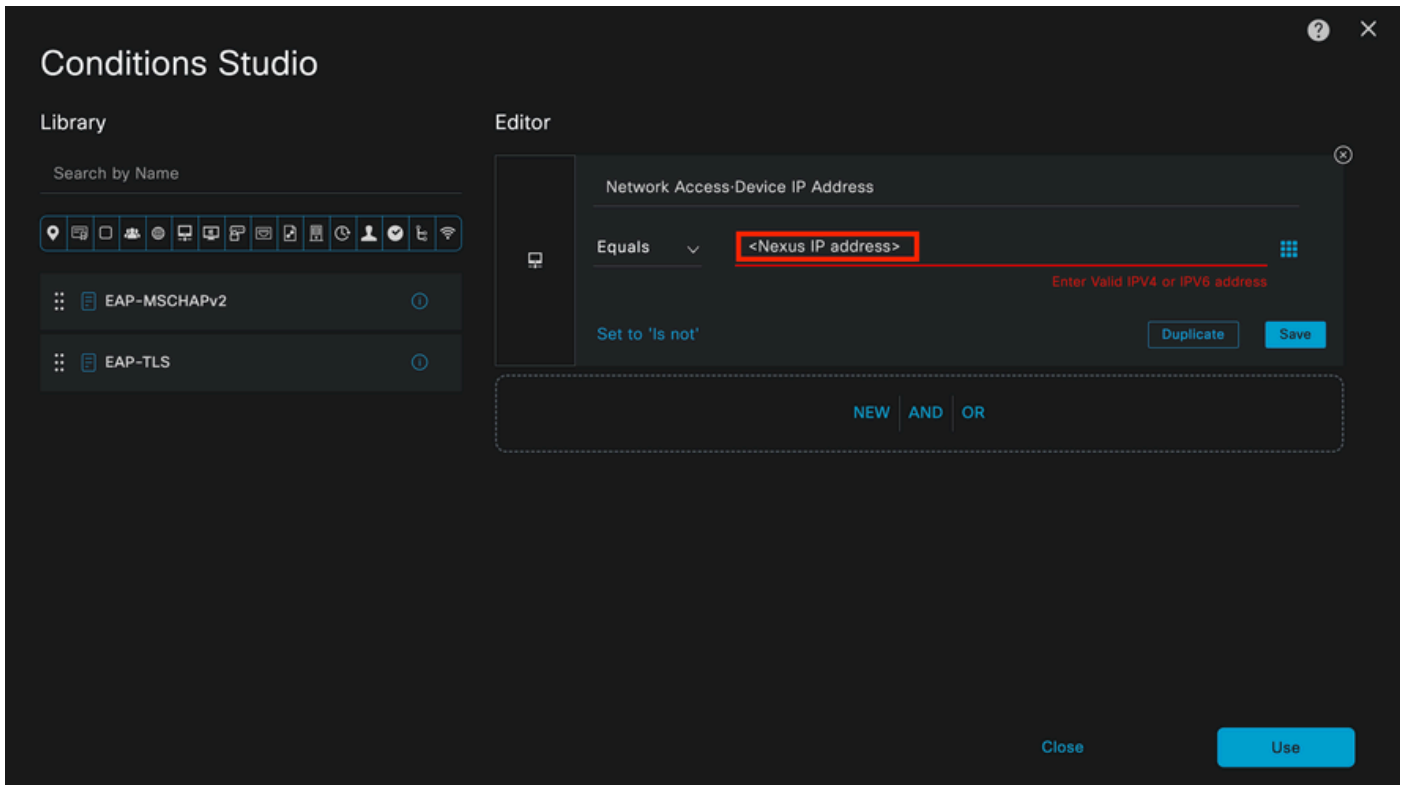 Conditions Studio
Library
Search by Name
EAP-MSCHAPv2
EAP-TLS
Editor
Network Access·Device IP Address
Equals
<Nexus IP address>
Enter Valid IPV4 or IPV6 address
Set to 'Is not'
Duplicate
Save
NEW AND OR
Close
Use